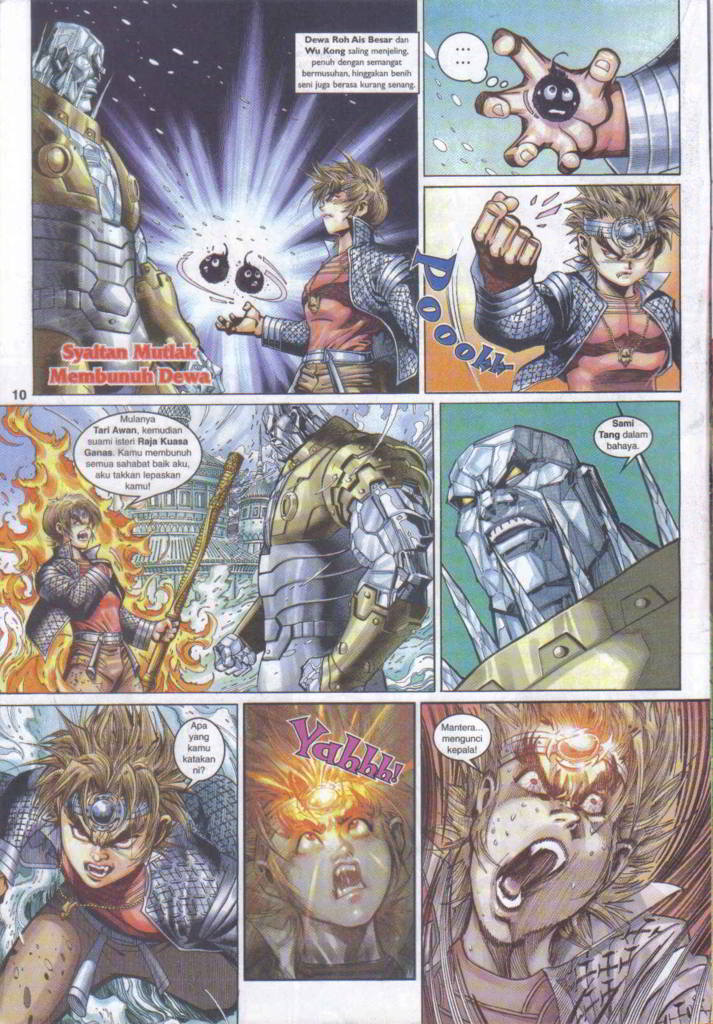 Dewa Roh Ais Besar dan
Wu Kong saling menjeling,
penuh dengan semangat
bermusuhan, hinggakan benih
seni juga berasa kurang senang.
...
...
Syaitan Mutlak
Membunuh Dewa
Poookk
10
Mulanya
Tari Awan, kemudian
suami isteri Raja Kuasa
Ganas. Kamu membunuh
semua sahabat baik aku,
aku takkan lepaskan
kamu!
Sami
Tang dalam
bahaya.
Apa
yang
kamu
katakan
ni?
Yahhh!
Mantera...
mengunci
kepala!